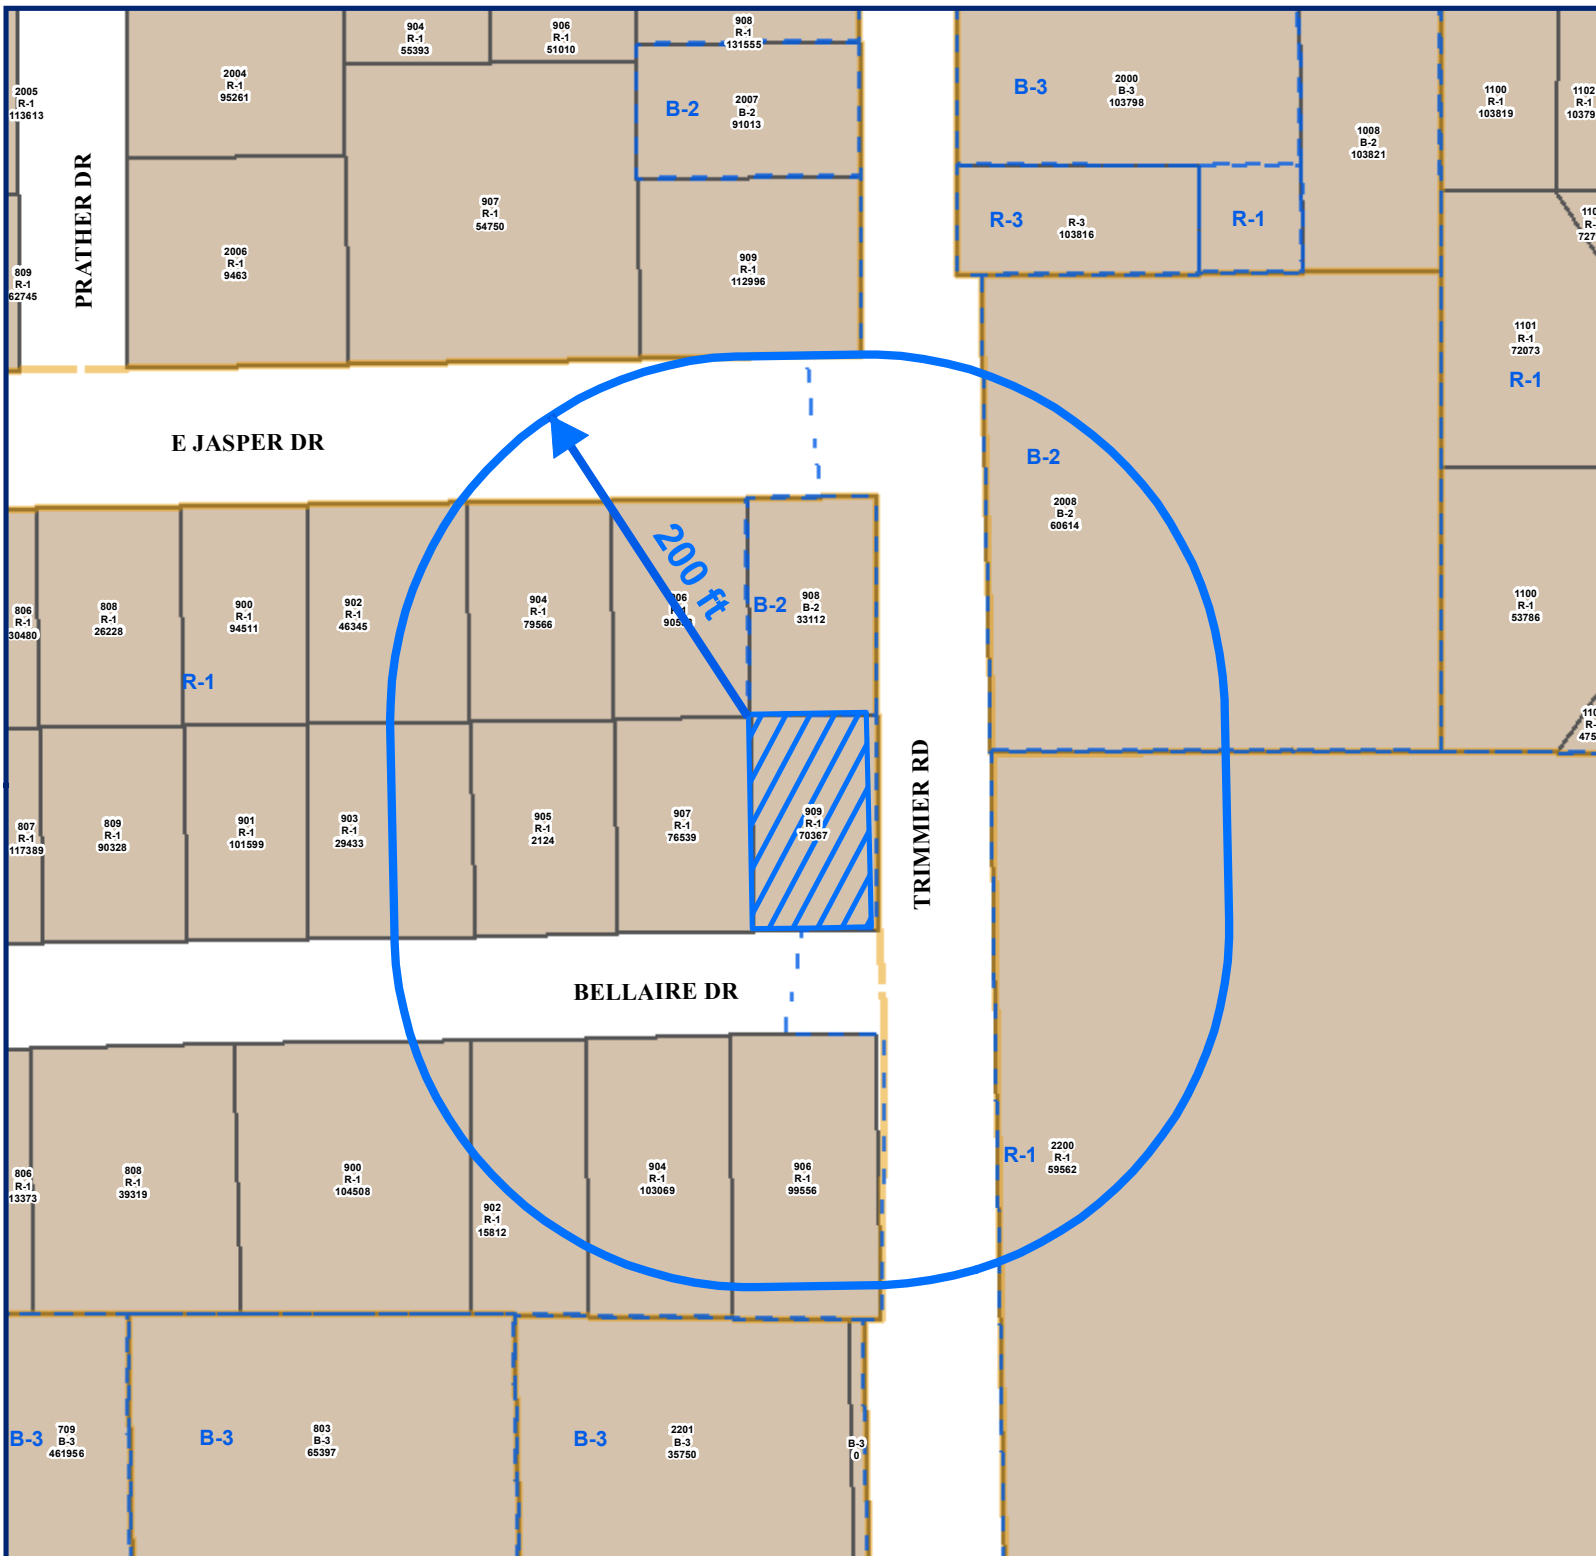 904
R-1
55393
906
R-1
51010
908
R-1
131555
2005
R-1
113613
2004
R-1
95261
B-2
2007
B-2
91013
B-3
2000
B-3
103798
1008
B-2
103821
1100
R-1
103819
1102
R-1
PRATHER DR
907
R-1
54750
R-3
R-3
103816
R-1
809
R-1
62745
2006
R-1
9463
909
R-1
112996
1101
R-1
72073
R-1
E JASPER DR
B-2
2008
B-2
60614
200 ft
806
R-1
30480
808
R-1
26228
900
R-1
94511
902
R-1
46345
904
R-1
79566
B-2
908
B-2
33112
1100
R-1
53786
R-1
807
R-1
117389
809
R-1
90328
901
R-1
101599
903
R-1
29433
905
R-1
2124
907
R-1
76539
909
R-1
70367
TRIMMIER RD
BELLAIRE DR
806
R-1
13373
808
R-1
39319
900
R-1
104508
902
R-1
15812
904
R-1
103069
906
R-1
99556
R-1
2200
R-1
59562
B-3
709
B-3
461956
B-3
803
B-3
65397
B-3
2201
B-3
35750
B-3
0